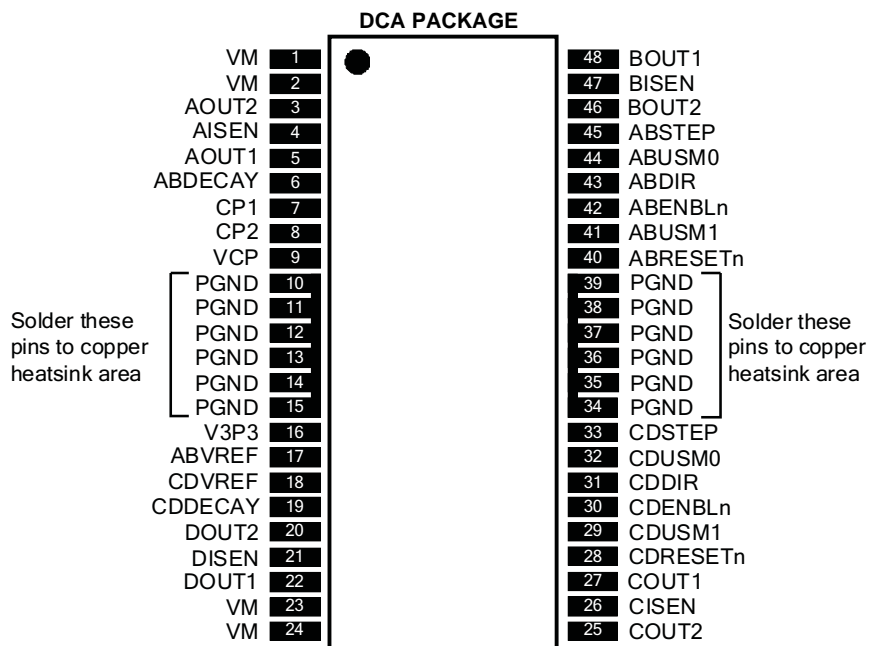 DCA PACKAGE
VM 1
VM 2
AOUT2 3
AISEN 4
AOUT1 5
ABDECAY 6
CP1 7
CP2 8
VCP 9
PGND 10
PGND 11
PGND 12
PGND 13
PGND 14
PGND 15
V3P3 16
ABVREF 17
CDVREF 18
CDDECAY 19
DOUT2 20
DISEN 21
DOUT1 22
VM 23
VM 24
Solder these
pins to copper
heatsink area
48 BOUT1
47 BISEN
46 BOUT2
45 ABSTEP
44 ABUSM0
43 ABDIR
42 ABENBLn
41 ABUSM1
40 ABRESETn
39 PGND
38 PGND
37 PGND
36 PGND
35 PGND
34 PGND
33 CDSTEP
32 CDUSM0
31 CDDIR
30 CDENBLn
29 CDUSM1
28 CDRESETn
27 COUT1
26 CISEN
25 COUT2
Solder these
pins to copper
heatsink area